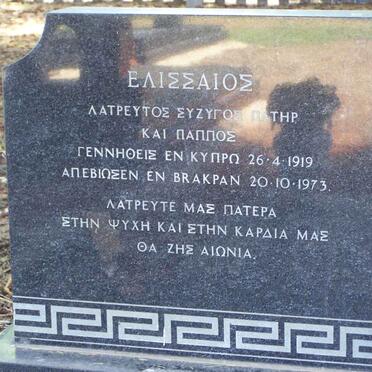 ΕΛΙΣΣΑΙΟΣ
ΛΑΤΡΕΥΤΟΣ ΣΥΖΥΓΟΣ ΠΑΤΗΡ
ΚΑΙ ΠΑΠΠΟΣ
ΓΕΝΝΗΘΕΙΣ ΕΝ ΚΥΠΡΩ 26·4·1919
ΑΠΕΒΙΩΣΕΝ ΕΝ BRAKPAN 20·10·1973
ΛΑΤΡΕΥΤΕ ΜΑΣ ΠΑΤΕΡΑ
ΣΤΗΝ ΨΥΧΗ ΚΑΙ ΣΤΗΝ ΚΑΡΔΙΑ ΜΑΣ
ΘΑ ΖΗΣ ΑΙΩΝΙΑ.